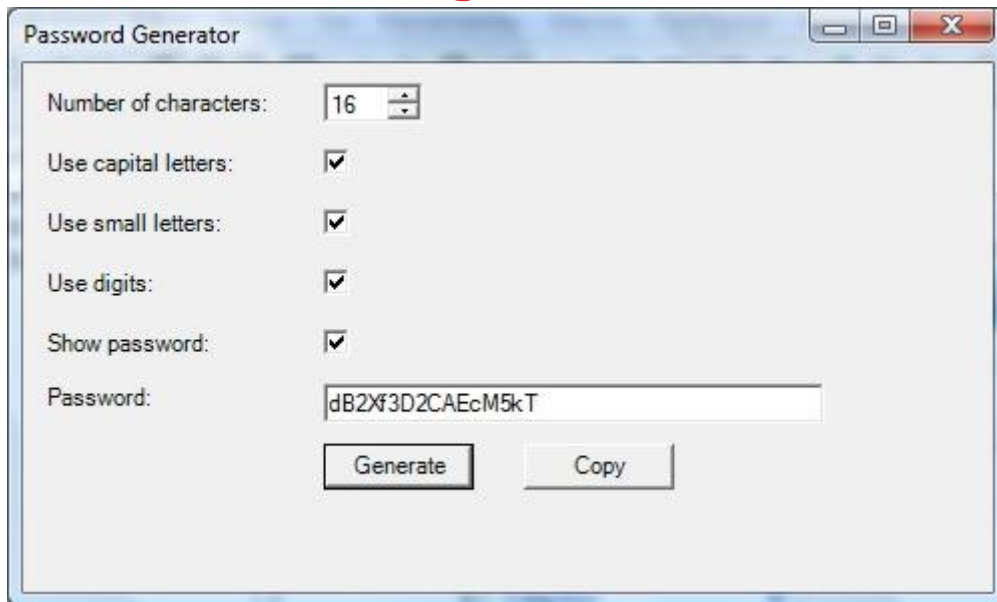 Password Generator
Number of characters: 16
Use capital letters:
Use small letters:
Use digits:
Show password:
Password: dB2Xf3D2CAEcM5kT
Generate Copy